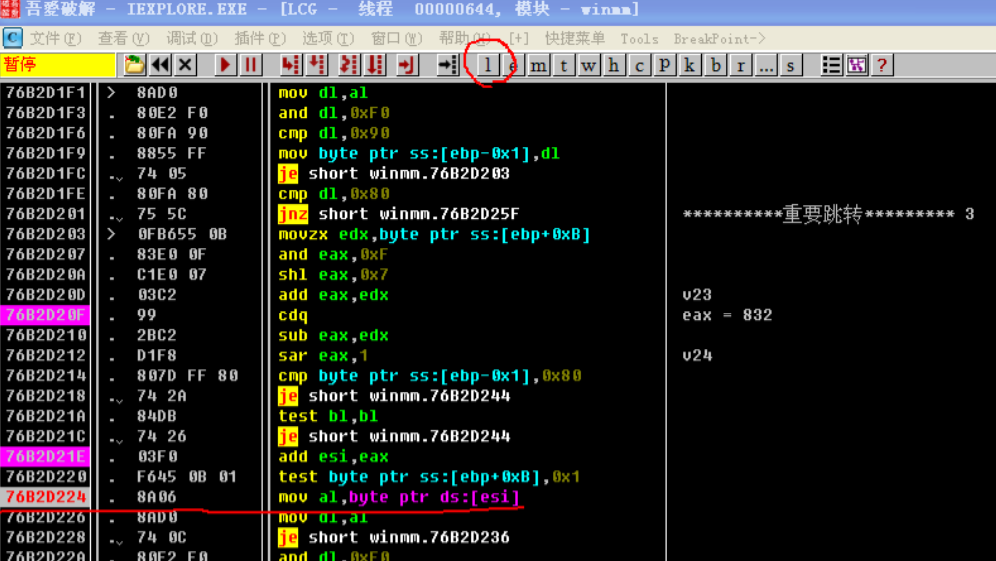 吾愛破解 - IEXPLORE.EXE - [LCG - 线程 00000644, 模块 - winmm]
C 文件(F) 查看(V) 调试(D) 插件(P) 选项(T) 窗口(W) 帮助(H) [+] 快捷菜单 Tools BreakPoint->
暂停 l e m t w h c P k b r ... s ?
76B2D1F1 > 8AD0 mov dl,al
76B2D1F3 . 80E2 F0 and dl,0xF0
76B2D1F6 . 80FA 90 cmp dl,0x90
76B2D1F9 . 8855 FF mov byte ptr ss:[ebp-0x1],dl
76B2D1FC .v 74 05 je short winmm.76B2D203
76B2D1FE . 80FA 80 cmp dl,0x80
76B2D201 .v 75 5C jnz short winmm.76B2D25F **********重要跳转********* 3
76B2D203 > 0FB655 0B movzx edx,byte ptr ss:[ebp+0xB]
76B2D207 . 83E0 0F and eax,0xF
76B2D20A . C1E0 07 shl eax,0x7
76B2D20D . 03C2 add eax,edx v23
76B2D20F . 99 cdq eax = 832
76B2D210 . 2BC2 sub eax,edx
76B2D212 . D1F8 sar eax,1 v24
76B2D214 . 807D FF 80 cmp byte ptr ss:[ebp-0x1],0x80
76B2D218 .v 74 2A je short winmm.76B2D244
76B2D21A . 84DB test bl,bl
76B2D21C .v 74 26 je short winmm.76B2D244
76B2D21E . 03F0 add esi,eax
76B2D220 . F645 0B 01 test byte ptr ss:[ebp+0xB],0x1
76B2D224 . 8A06 mov al,byte ptr ds:[esi]
76B2D226 . 8AD0 mov dl,al
76B2D228 .v 74 0C je short winmm.76B2D236
76B2D22A . 80E2 F0 and dl,0xF0